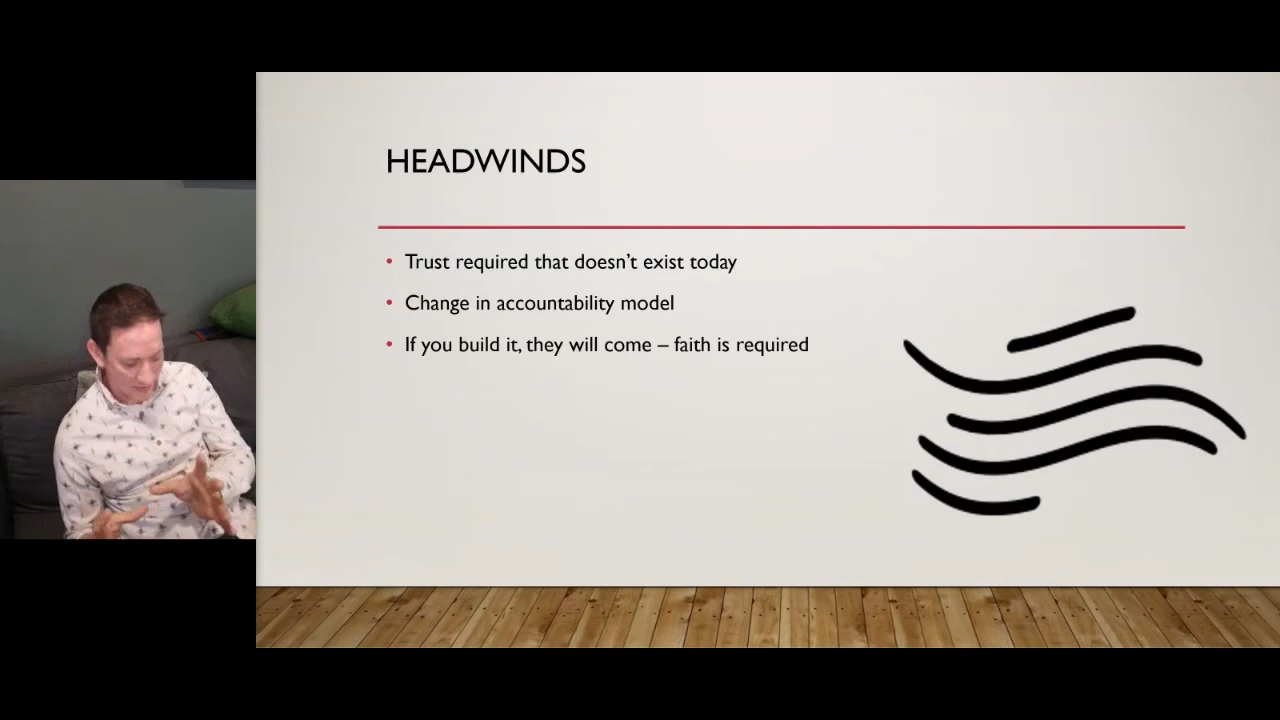 HEADWINDS
• Trust required that doesn’t exist today
• Change in accountability model
• If you build it, they will come – faith is required